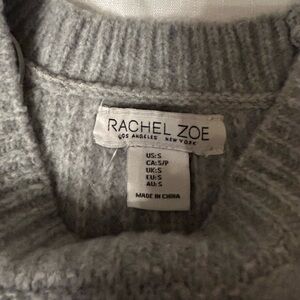 RACHEL ZOE
LOS ANGELES NEW YORK
US:S
CA:S/P
UK:S
EU:S
AU:S
MADE IN CHINA